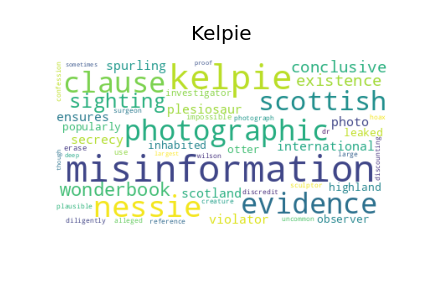 Kelpie
sometimes spurling proof conclusive
confession clause kelpie existence
sighting investigator scottish
surgeon plesiosaur impossible photograph hoax
ensures popularly photographic dr photo leaked
secrecy inhabited international
erase use otter
though deep largest wilson large discounting
misinformation
wonderbook scotland discredit sculptor highland
plausible nessie creature evidence
diligently alleged reference violator uncommon observer